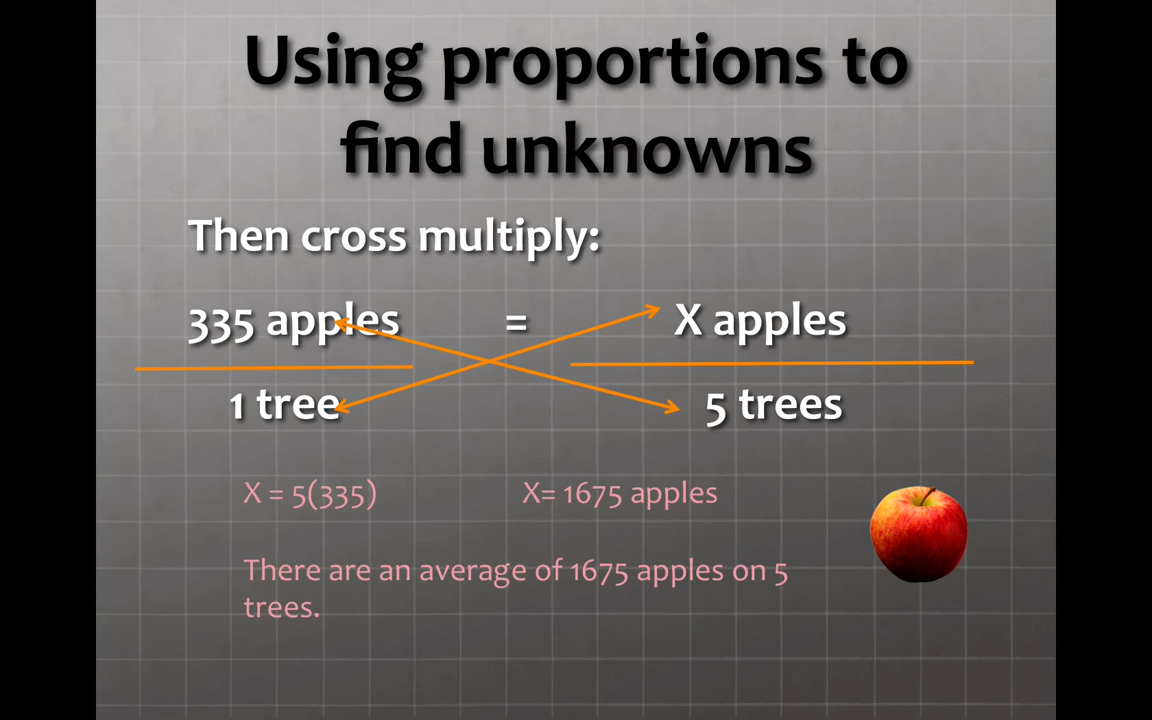 Using proportions to
find unknowns
Then cross multiply:
335 apples = X apples
1 tree 5 trees
X = 5(335) X= 1675 apples
There are an average of 1675 apples on 5
trees.